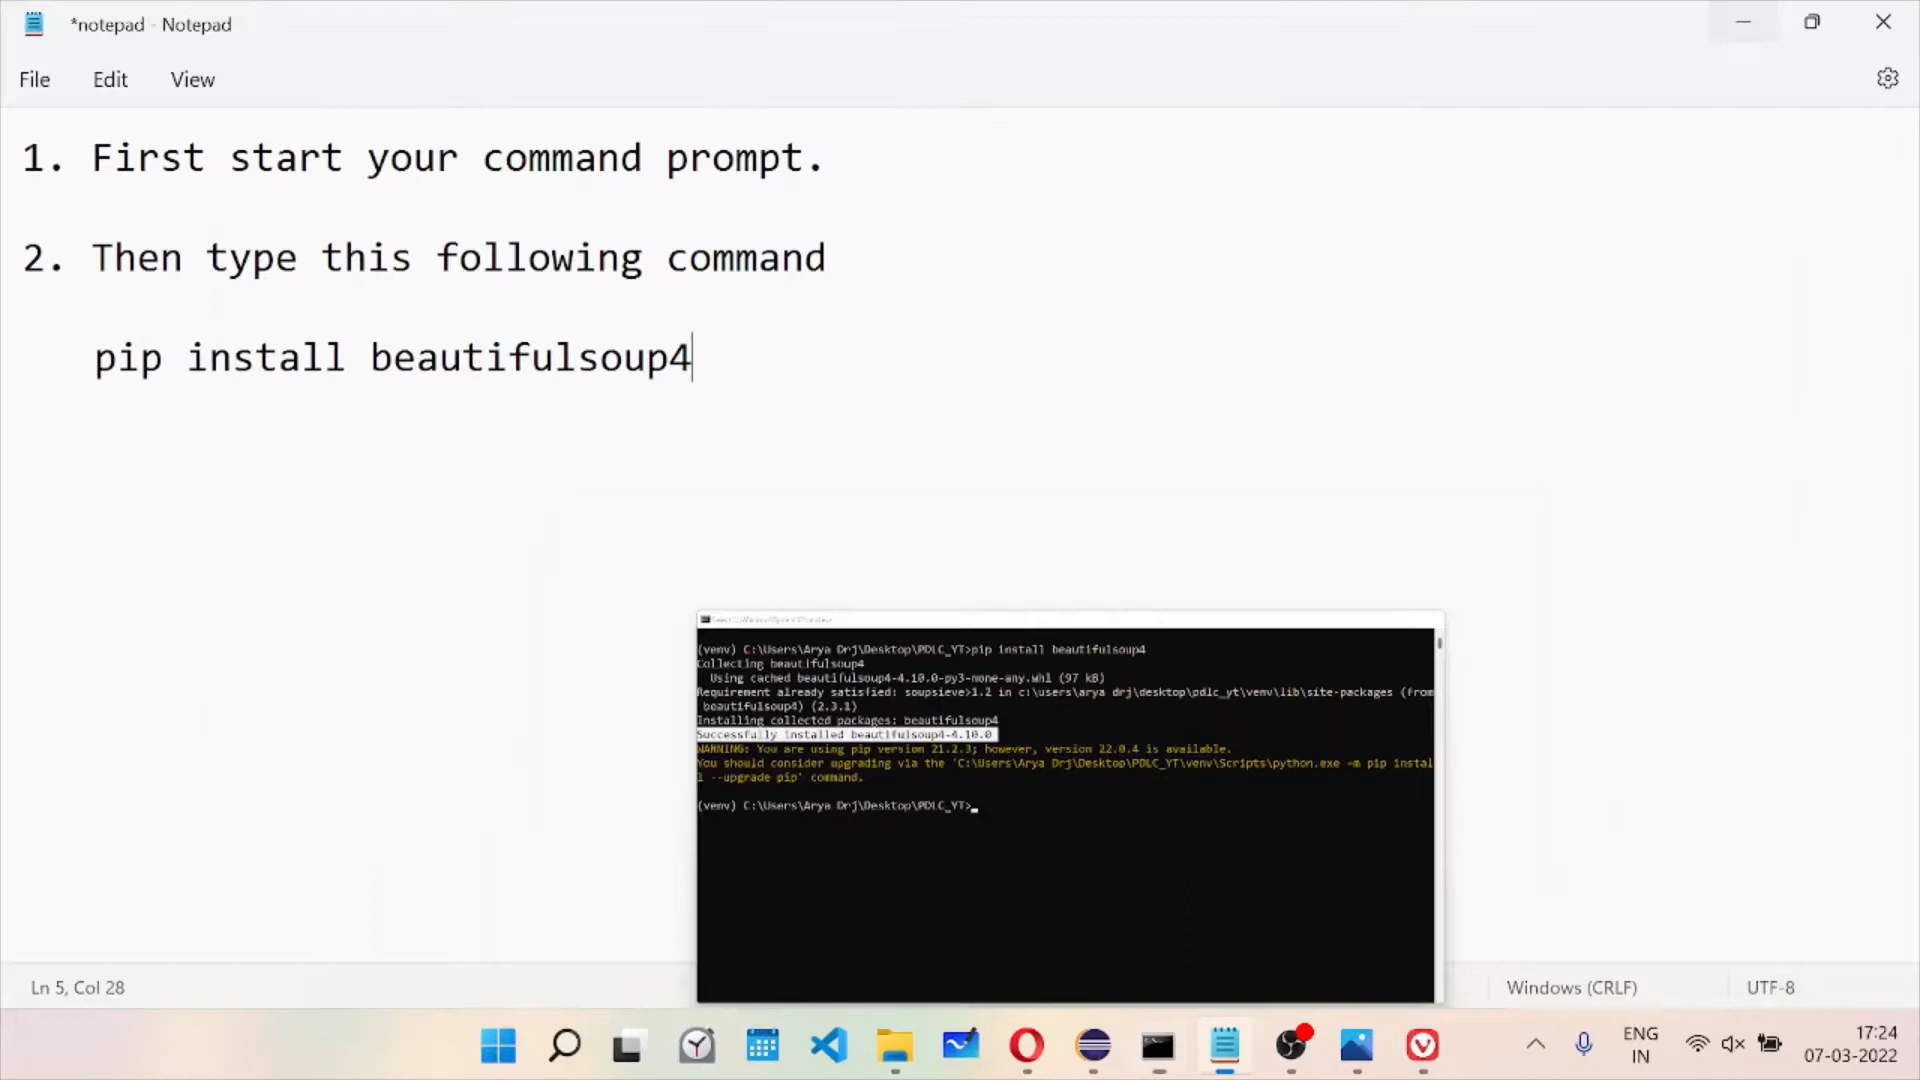 *notepad - Notepad
File Edit View
1. First start your command prompt.
2. Then type this following command
pip install beautifulsoup4
(venv) C:\Users\Arya Drj\Desktop\PDLC_YT>pip install beautifulsoup4
Collecting beautifulsoup4
Using cached beautifulsoup4-4.10.0-py3-none-any.whl (97 kB)
Requirement already satisfied: soupsieve>1.2 in c:\users\arya drj\desktop\pdlc_yt\venv\lib\site-packages (from
beautifulsoup4) (2.3.1)
Installing collected packages: beautifulsoup4
Successfully installed beautifulsoup4-4.10.0
WARNING: You are using pip version 21.2.3; however, version 22.0.4 is available.
You should consider upgrading via the 'C:\Users\Arya Drj\Desktop\PDLC_YT\venv\Scripts\python.exe -m pip instal
l --upgrade pip' command.
(venv) C:\Users\Arya Drj\Desktop\PDLC_YT>
Ln 5, Col 28
Windows (CRLF)
UTF-8
ENG
IN
17:24
07-03-2022